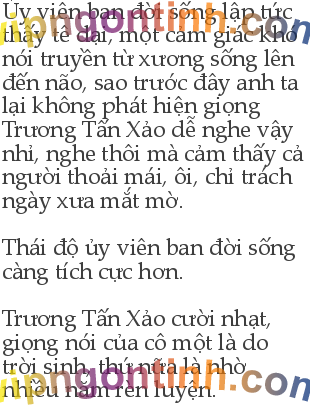 Ủy viên ban đời sống lập tức
thấy tê dại, một cảm giác khó
nói truyền từ xương sống lên
đến não, sao trước đây anh ta
lại không phát hiện giọng
Trương Tấn Xảo dễ nghe vậy
nhỉ, nghe thôi mà cảm thấy cả
người thoải mái, ôi, chỉ trách
ngày xưa mắt mờ.
Thái độ ủy viên ban đời sống
càng tích cực hơn.
Trương Tấn Xảo cười nhạt,
giọng nói của cô một là do
trời sinh, thứ nữa là nhờ
nhiều năm rèn luyện.
vipngontinh.com
vipngontinh.com